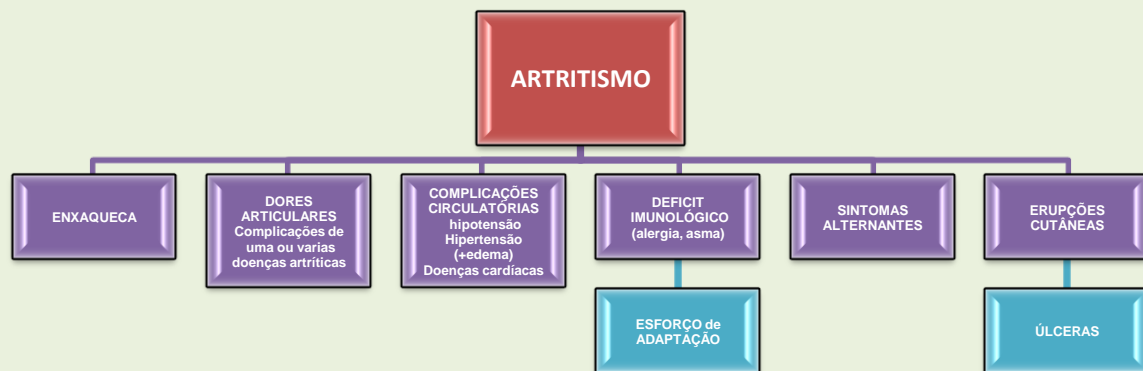 ARTRITISMO
ENXAQUECA
DORES
ARTICULARES
Complicações de
uma ou varias
doenças artríticas
COMPLICAÇÕES
CIRCULATÓRIAS
hipotensão
Hipertensão
(+edema)
Doenças cardíacas
DEFICIT
IMUNOLÓGICO
(alergia, asma)
SINTOMAS
ALTERNANTES
ERUPÇÕES
CUTÂNEAS
ESFORÇO de
ADAPTAÇÃO
ÚLCERAS